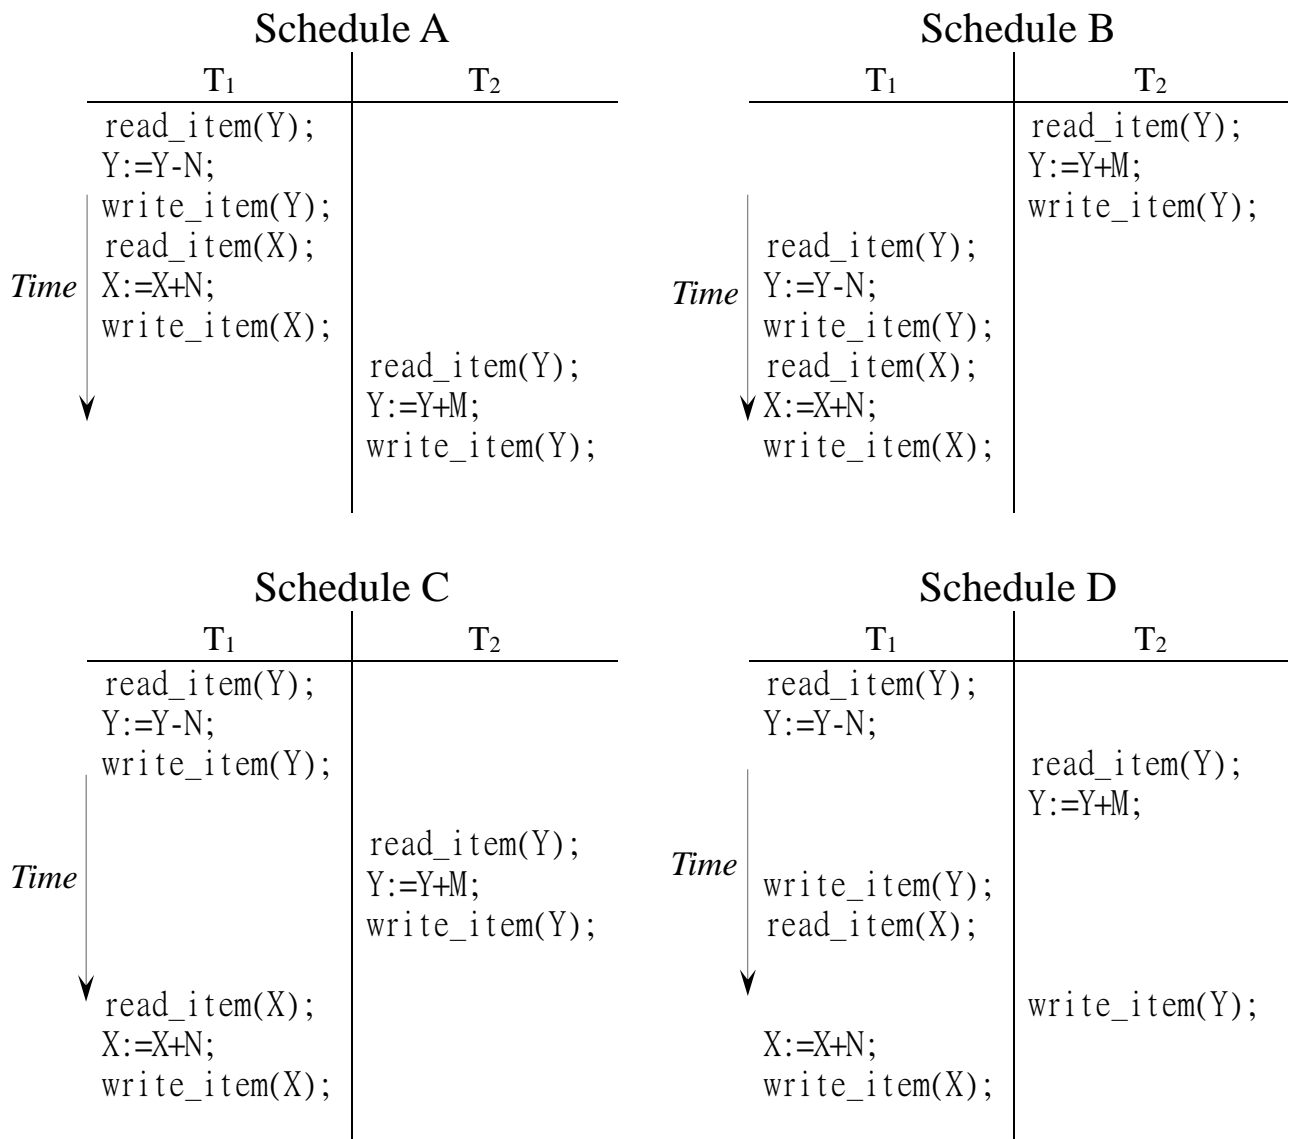 Schedule A
T1 T2
read_item(Y);
Y:=Y-N;
write_item(Y);
read_item(X);
Time X:=X+N;
write_item(X);
read_item(Y);
Y:=Y+M;
write_item(Y);
Schedule B
T1 T2
read_item(Y);
Y:=Y+M;
write_item(Y);
read_item(Y);
Time Y:=Y-N;
write_item(Y);
read_item(X);
X:=X+N;
write_item(X);
Schedule C
T1 T2
read_item(Y);
Y:=Y-N;
write_item(Y);
read_item(Y);
Time Y:=Y+M;
write_item(Y);
read_item(X);
X:=X+N;
write_item(X);
Schedule D
T1 T2
read_item(Y);
Y:=Y-N;
read_item(Y);
Y:=Y+M;
Time write_item(Y);
read_item(X);
write_item(Y);
X:=X+N;
write_item(X);